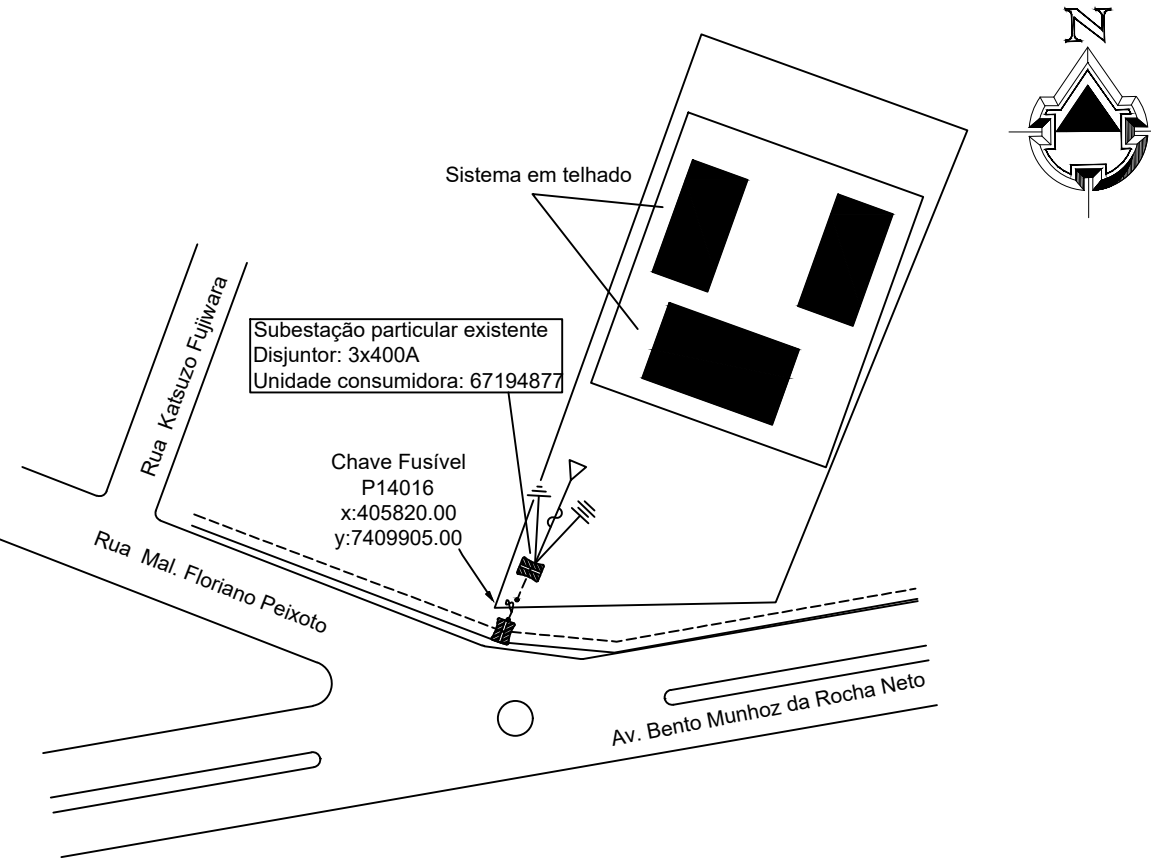 N
Sistema em telhado
Rua Katsuzo Fujiwara
Subestação particular existente
Disjuntor: 3x400A
Unidade consumidora: 67194877
Chave Fusível
P14016
x:405820.00
y:7409905.00
Rua Mal. Floriano Peixoto
Av. Bento Munhoz da Rocha Neto